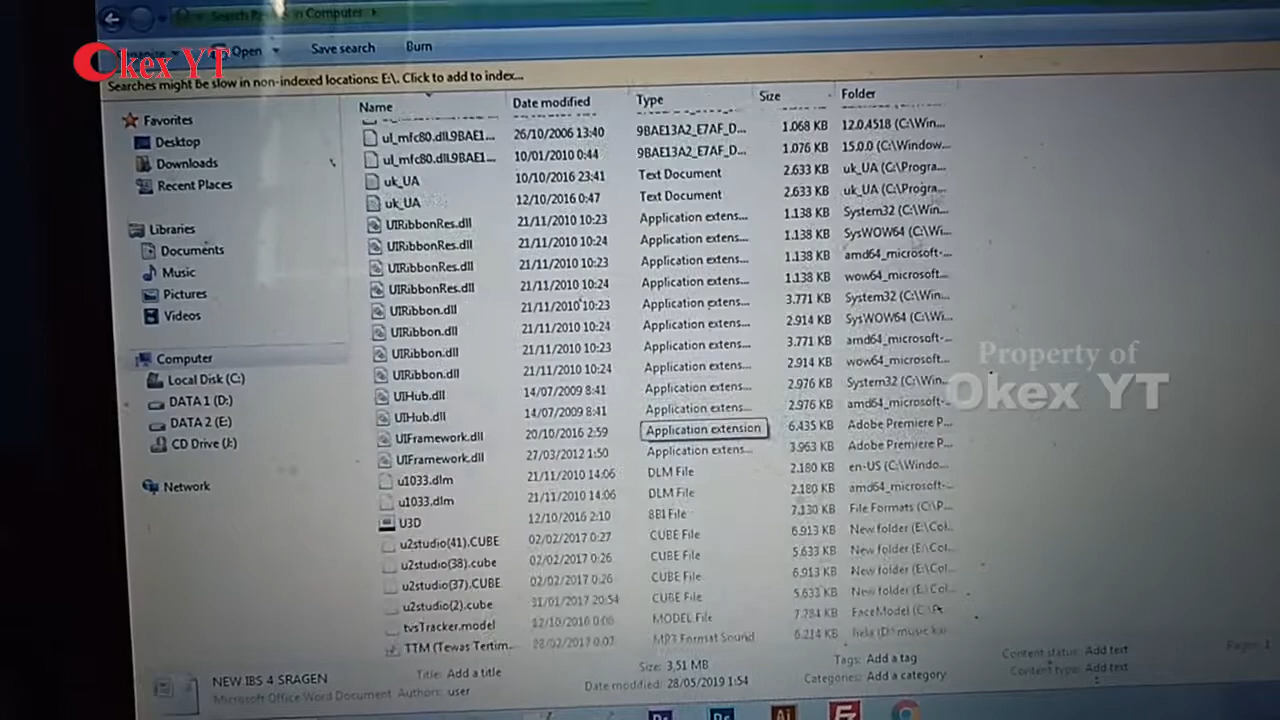 Search Re in Computer
Open Save search Burn
Okex YT
Searches might be slow in non-indexed locations: E:\. Click to add to index...
Favorites
Desktop
Downloads
Recent Places
Libraries
Documents
Music
Pictures
Videos
Computer
Local Disk (C:)
DATA 1 (D:)
DATA 2 (E:)
CD Drive (J:)
Network
Name Date modified Type Size Folder
ul_mfc80.dll.9BAE1... 26/10/2006 13:40 9BAE13A2_E7AF_D... 1.068 KB 12.0.4518 (C:\Win...
ul_mfc80.dll.9BAE1... 10/01/2010 0:44 9BAE13A2_E7AF_D... 1.076 KB 15.0.0 (C:\Window...
uk_UA 10/10/2016 23:41 Text Document 2.633 KB uk_UA (C:\Progra...
uk_UA 12/10/2016 0:47 Text Document 2.633 KB uk_UA (C:\Progra...
UIRibbonRes.dll 21/11/2010 10:23 Application extens... 1.138 KB System32 (C:\Win...
UIRibbonRes.dll 21/11/2010 10:24 Application extens... 1.138 KB SysWOW64 (C:\Wi...
UIRibbonRes.dll 21/11/2010 10:23 Application extens... 1.138 KB amd64_microsoft-...
UIRibbonRes.dll 21/11/2010 10:24 Application extens... 1.138 KB wow64_microsoft...
UIRibbon.dll 21/11/2010 10:23 Application extens... 3.771 KB System32 (C:\Win...
UIRibbon.dll 21/11/2010 10:24 Application extens... 2.914 KB SysWOW64 (C:\Wi...
UIRibbon.dll 21/11/2010 10:23 Application extens... 3.771 KB amd64_microsoft-...
UIRibbon.dll 21/11/2010 10:24 Application extens... 2.914 KB wow64_microsoft...
UIHub.dll 14/07/2009 8:41 Application extens... 2.976 KB System32 (C:\Win...
UIHub.dll 14/07/2009 8:41 Application extens... 2.976 KB amd64_microsoft-...
UIFramework.dll 20/10/2016 2:59 Application extension 6.435 KB Adobe Premiere P...
UIFramework.dll 27/03/2012 1:50 Application extens... 3.963 KB Adobe Premiere P...
u1033.dlm 21/11/2010 14:06 DLM File 2.180 KB en-US (C:\Windo...
u1033.dlm 21/11/2010 14:06 DLM File 2.180 KB amd64_microsoft-...
U3D 12/10/2016 2:10 8BI File 7.130 KB File Formats (C:\P...
u2studio(41).CUBE 02/02/2017 0:27 CUBE File 6.913 KB New folder (E:\Col...
u2studio(38).cube 02/02/2017 0:26 CUBE File 5.633 KB New folder (E:\Col...
u2studio(37).CUBE 02/02/2017 0:26 CUBE File 6.913 KB New folder (E:\Col...
u2studio(2).cube 31/01/2017 20:54 CUBE File 5.633 KB New folder (E:\Col...
tvsTracker.model 12/10/2016 0:06 MODEL File 7.784 KB FaceModel (C:\P...
TTM (Tewas Tertim... 28/02/2017 0:07 MP3 Format Sound 6.214 KB
Property of
Okex YT
NEW IBS 4 SRAGEN Title: Add a title Size: 3,51 MB Tags: Add a tag Content status: Add text Pages: 1
Microsoft Office Word Document Authors: user Date modified: 28/05/2019 1:54 Categories: Add a category Content type: Add text